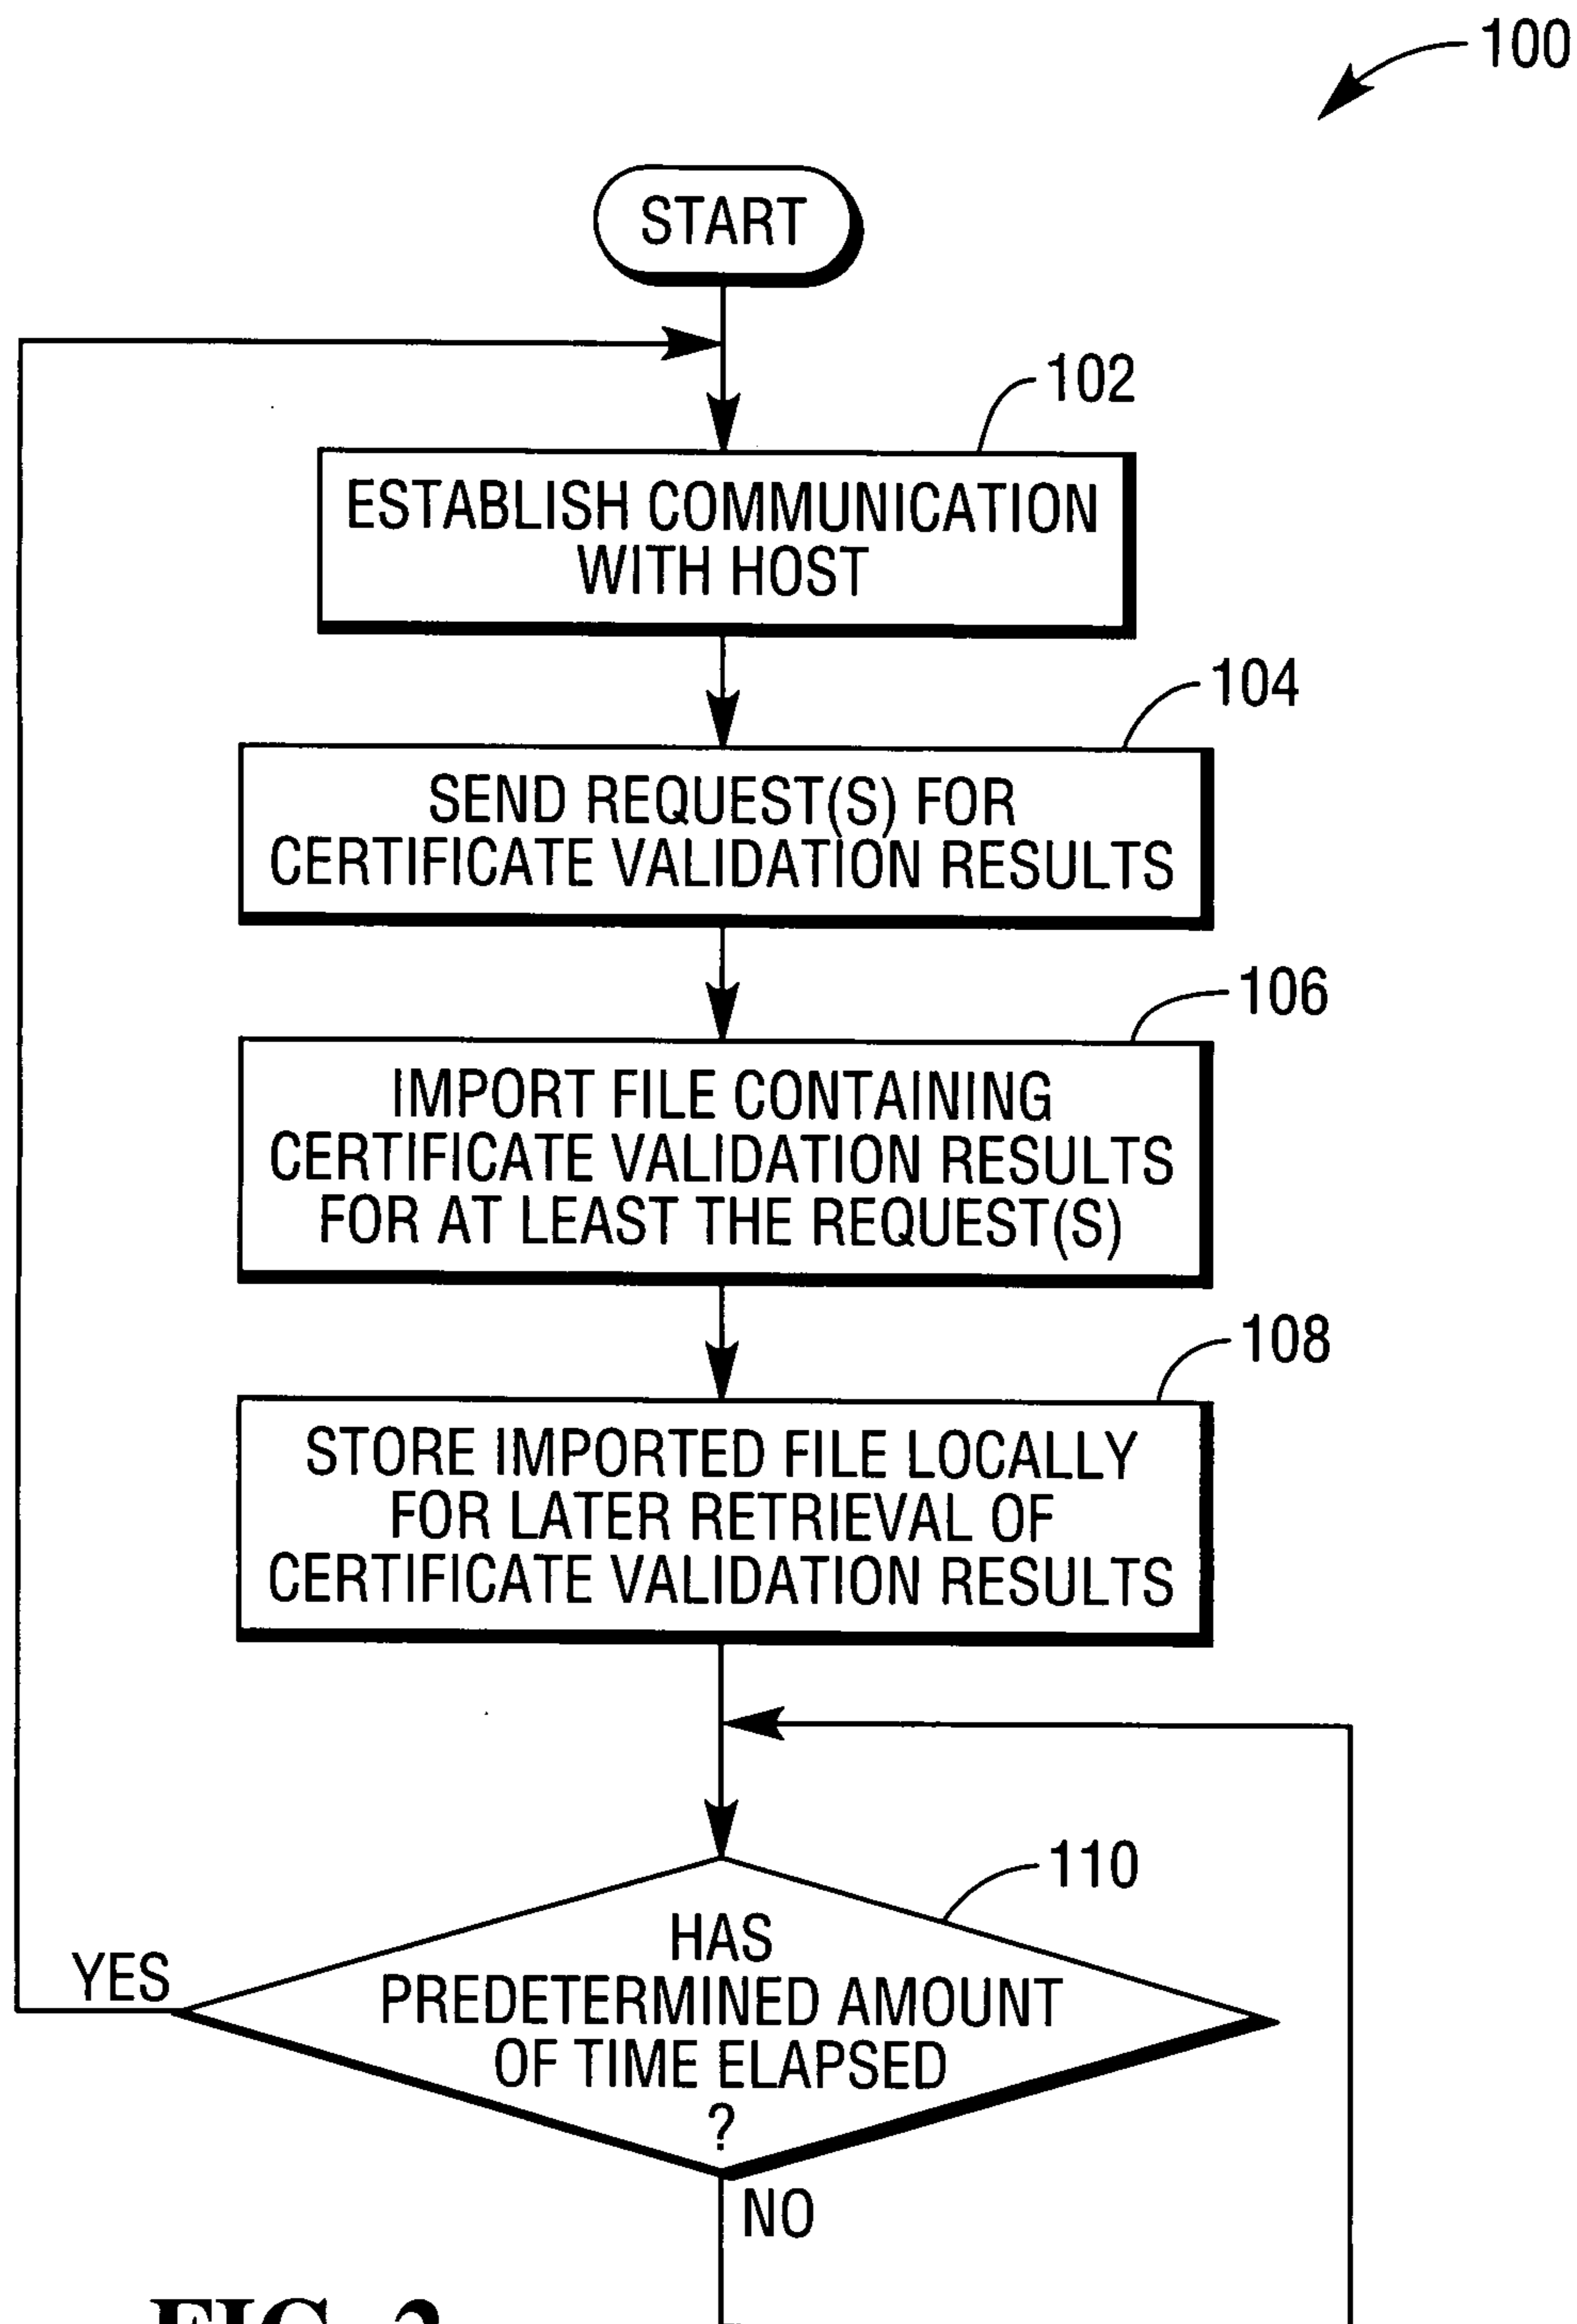 100
START
102
ESTABLISH COMMUNICATION
WITH HOST
104
SEND REQUEST(S) FOR
CERTIFICATE VALIDATION RESULTS
106
IMPORT FILE CONTAINING
CERTIFICATE VALIDATION RESULTS
FOR AT LEAST THE REQUEST(S)
108
STORE IMPORTED FILE LOCALLY
FOR LATER RETRIEVAL OF
CERTIFICATE VALIDATION RESULTS
110
HAS
PREDETERMINED AMOUNT
OF TIME ELAPSED
?
YES
NO
FIG.